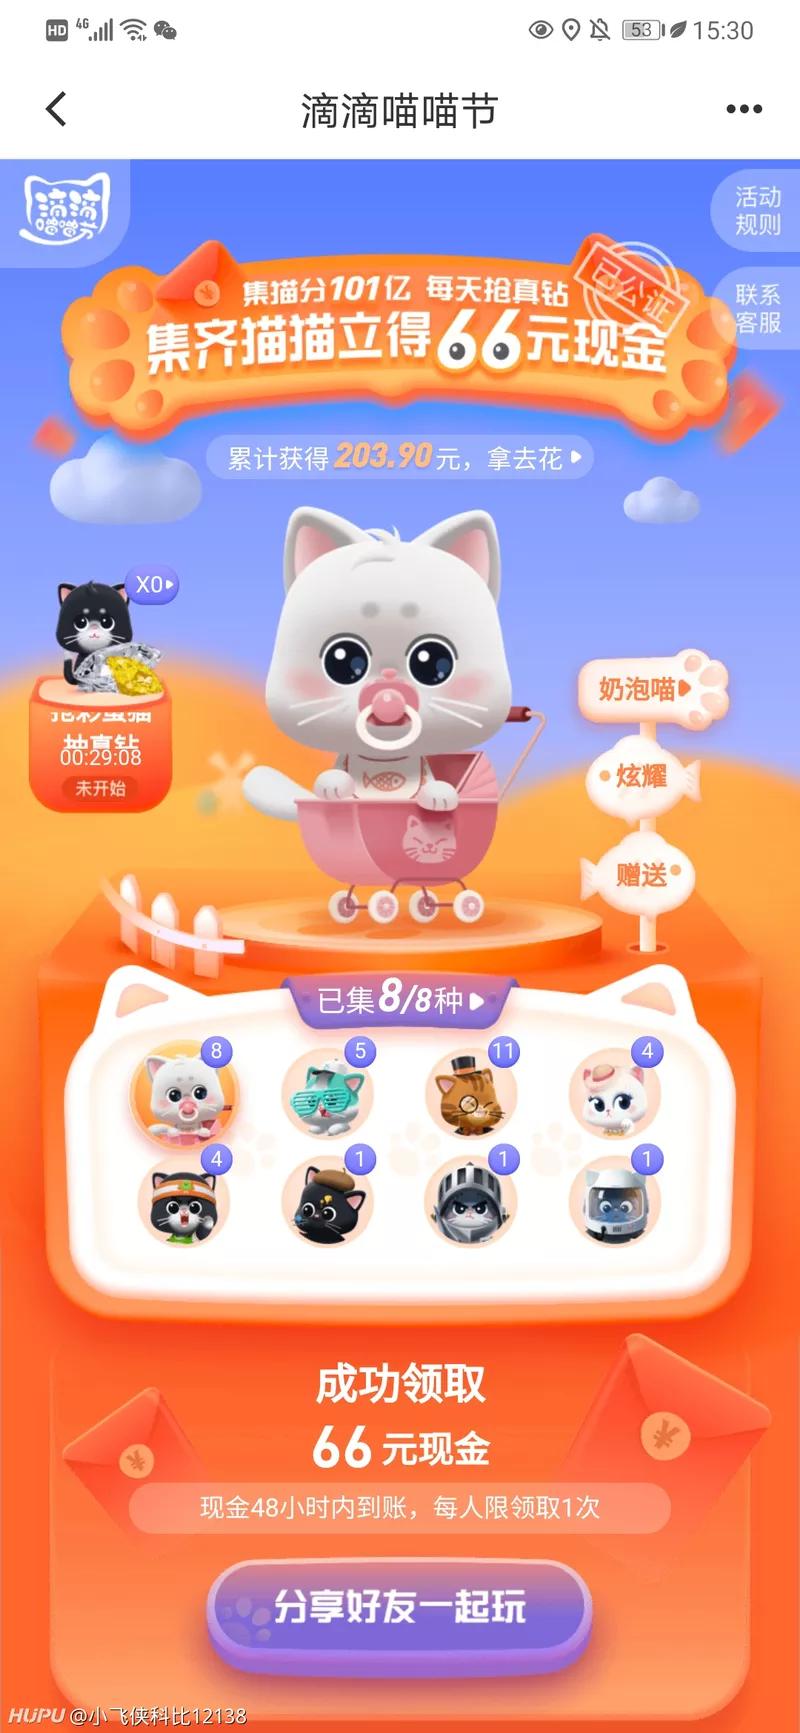 HD 4G 53 15:30
滴滴喵喵节
滴滴
喵喵节
活动
规则
集猫分101亿 每天抢真钻
已公证
联系
客服
集齐猫猫立得66元现金
累计获得203.90元，拿去花
X0
奶泡喵
抽真钻
00:29:08
未开始
炫耀
赠送
已集8/8种
8 5 11 4
4 1 1 1
成功领取
66元现金
现金48小时内到账，每人限领取1次
分享好友一起玩
HUPU @小飞侠科比12138